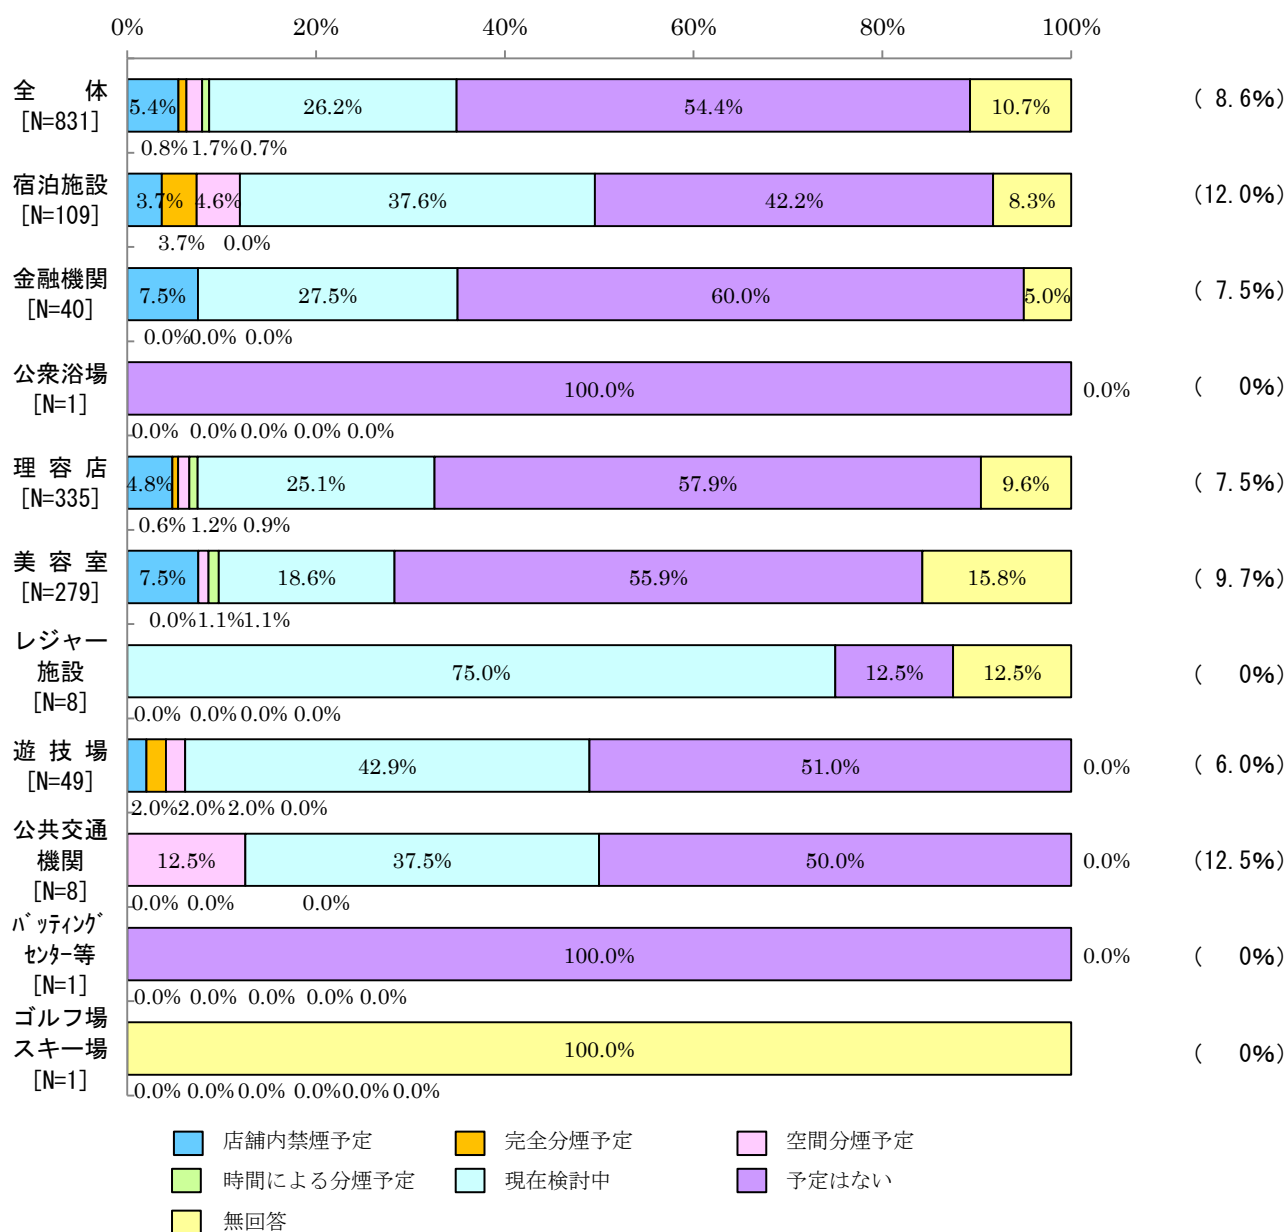 0% 20% 40% 60% 80% 100%
全　　体
[N=831]
5.4% 26.2% 54.4% 10.7%
( 8.6%)
0.8% 1.7% 0.7%
宿泊施設
[N=109]
3.7% 4.6% 37.6% 42.2% 8.3%
(12.0%)
3.7% 0.0%
金融機関
[N=40]
7.5% 27.5% 60.0% 5.0%
( 7.5%)
0.0% 0.0% 0.0%
公衆浴場
[N=1]
100.0% 0.0%
( 0%)
0.0% 0.0% 0.0% 0.0% 0.0%
理 容 店
[N=335]
4.8% 25.1% 57.9% 9.6%
( 7.5%)
0.6% 1.2% 0.9%
美 容 室
[N=279]
7.5% 18.6% 55.9% 15.8%
( 9.7%)
0.0% 1.1% 1.1%
レジャー
施設
[N=8]
75.0% 12.5% 12.5%
( 0%)
0.0% 0.0% 0.0% 0.0%
遊 技 場
[N=49]
42.9% 51.0% 0.0%
( 6.0%)
2.0% 2.0% 2.0% 0.0%
公共交通
機関
[N=8]
12.5% 37.5% 50.0% 0.0%
(12.5%)
0.0% 0.0% 0.0%
ﾊﾞｯﾃｨﾝｸﾞ
ｾﾝﾀｰ等
[N=1]
100.0% 0.0%
( 0%)
0.0% 0.0% 0.0% 0.0% 0.0%
ゴルフ場
スキー場
[N=1]
100.0%
( 0%)
0.0% 0.0% 0.0% 0.0% 0.0% 0.0%
店舗内禁煙予定 完全分煙予定 空間分煙予定
時間による分煙予定 現在検討中 予定はない
無回答